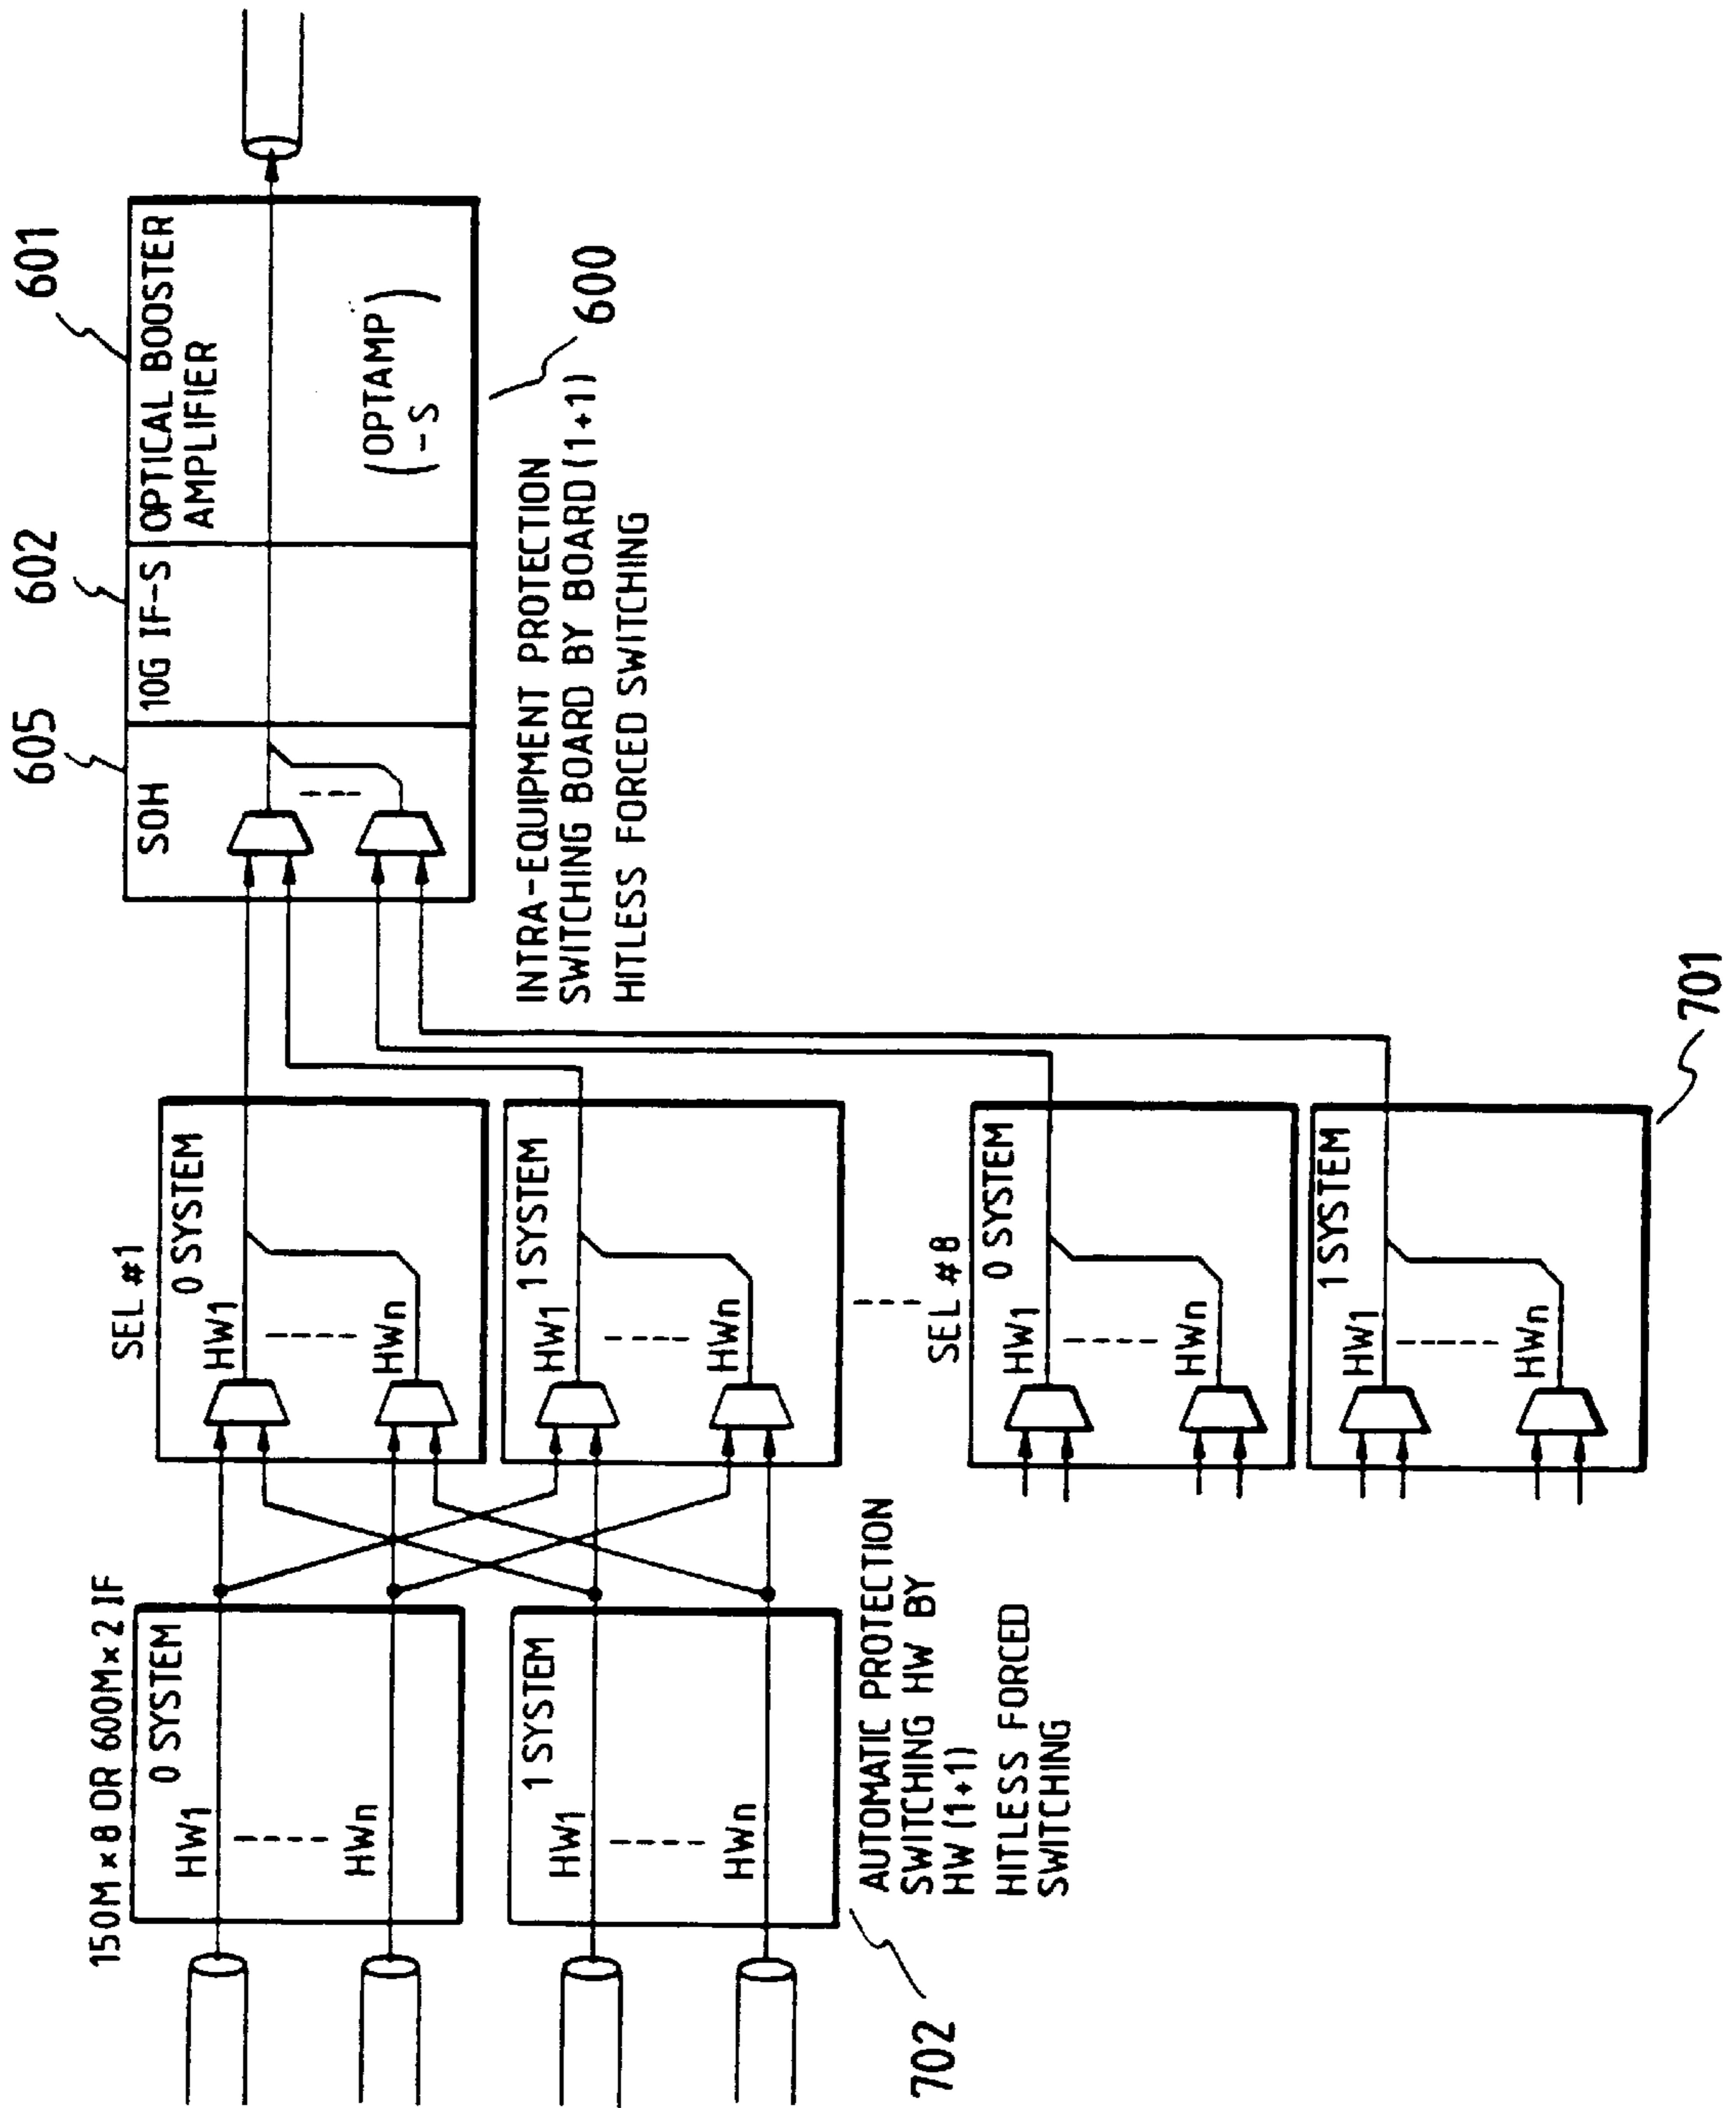 150M × 8 OR 600M × 2 IF
0 SYSTEM
HW1
HWn
1 SYSTEM
HW1
HWn
702
AUTOMATIC PROTECTION
SWITCHING HW BY
HW (1+1)
HITLESS FORCED
SWITCHING
SEL #1
0 SYSTEM
HW1
HWn
1 SYSTEM
HW1
HWn
SEL #8
0 SYSTEM
HW1
HWn
1 SYSTEM
HW1
HWn
701
605
602
601
SOH
10G IF-S
OPTICAL BOOSTER
AMPLIFIER
(OPTAMP
-S)
600
INTRA-EQUIPMENT PROTECTION
SWITCHING BOARD BY BOARD (1+1)
HITLESS FORCED SWITCHING